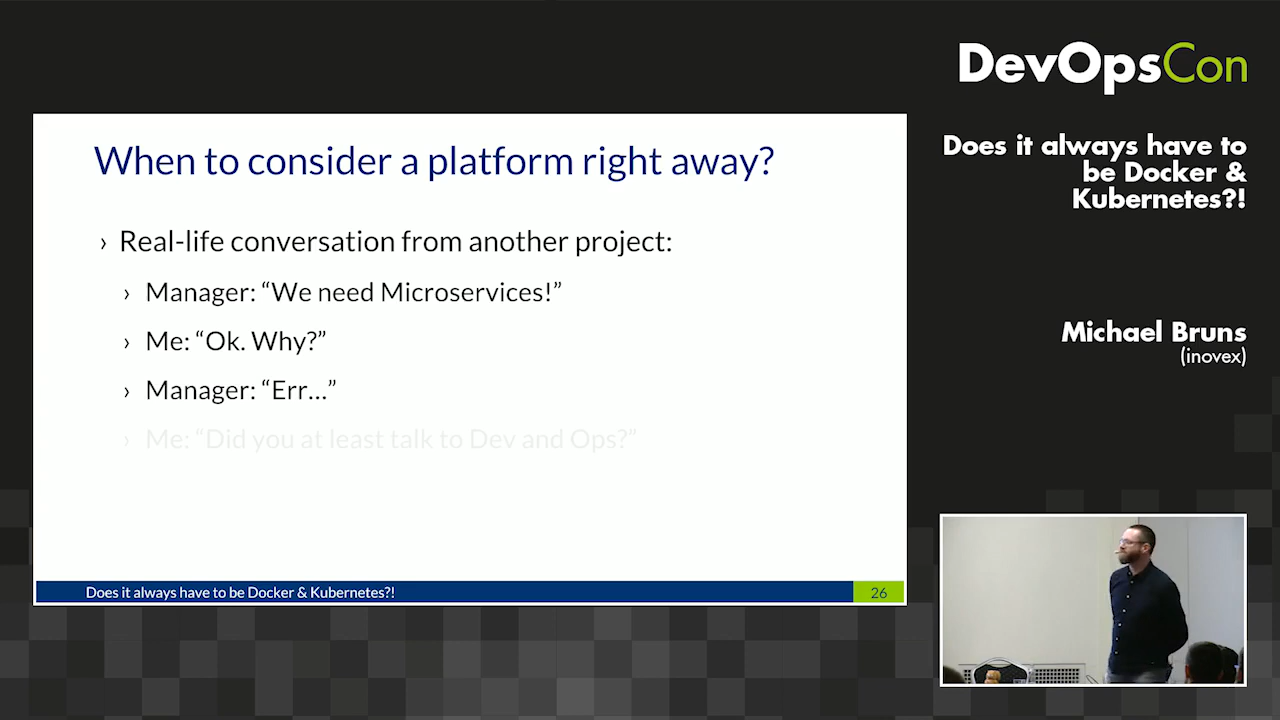 DevOpsCon
Does it always have to
be Docker &
Kubernetes?!
Michael Bruns
(inovex)
When to consider a platform right away?
› Real-life conversation from another project:
› Manager: “We need Microservices!”
› Me: “Ok. Why?”
› Manager: “Err…”
› Me: “Did you at least talk to Dev and Ops?”
Does it always have to be Docker & Kubernetes?!
26